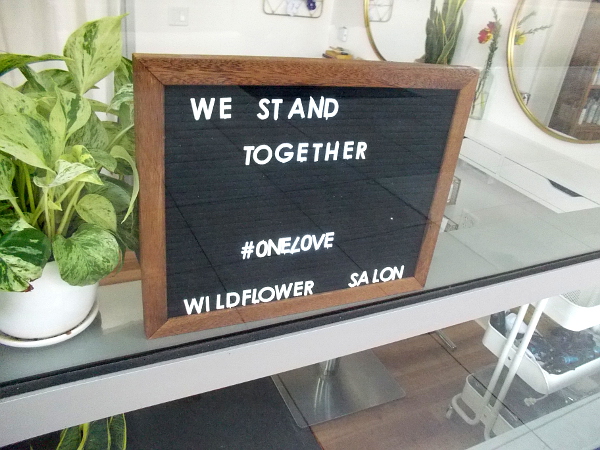 WE STAND
TOGETHER
#ONELOVE
WILDFLOWER SALON